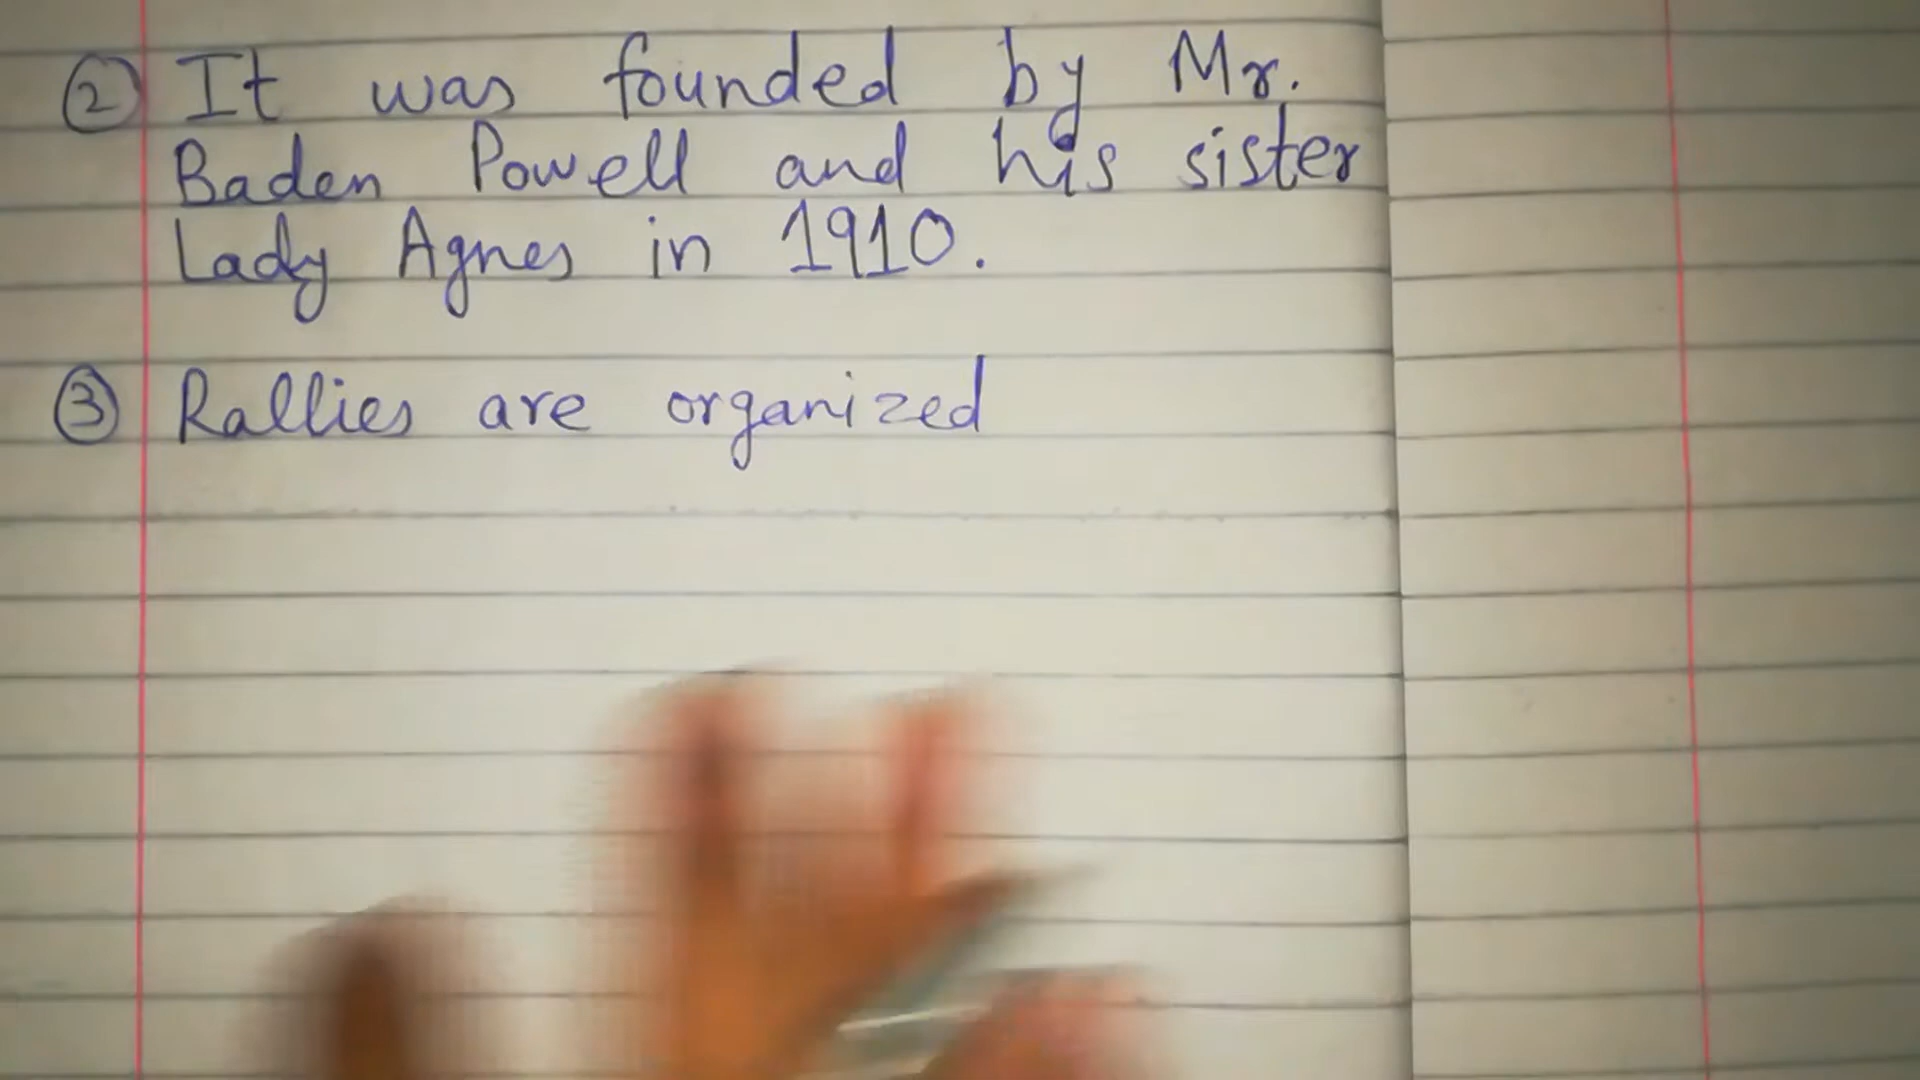 ② It was founded by Mr.
Baden Powell and his sister
Lady Agnes in 1910.
③ Rallies are organized